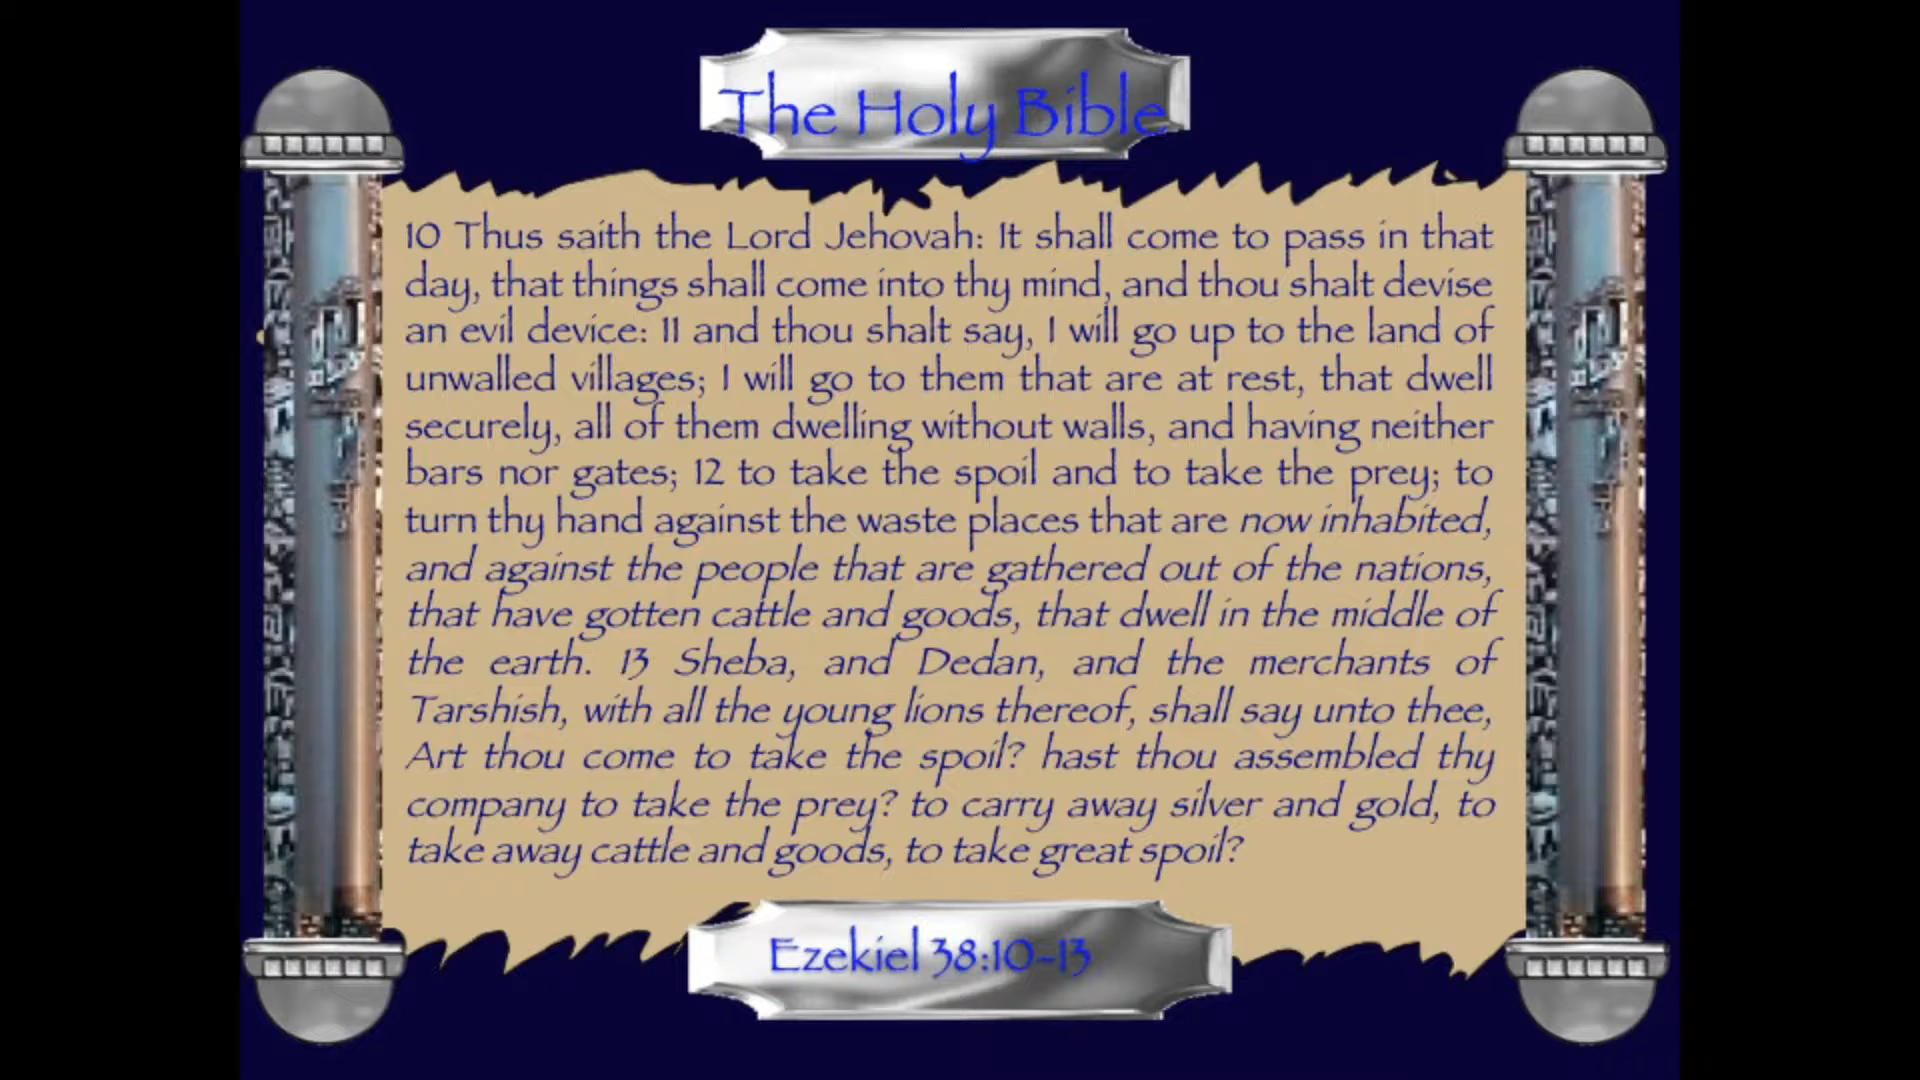 The Holy Bible
10 Thus saith the Lord Jehovah: It shall come to pass in that
day, that things shall come into thy mind, and thou shalt devise
an evil device: 11 and thou shalt say, I will go up to the land of
unwalled villages; I will go to them that are at rest, that dwell
securely, all of them dwelling without walls, and having neither
bars nor gates; 12 to take the spoil and to take the prey; to
turn thy hand against the waste places that are now inhabited,
and against the people that are gathered out of the nations,
that have gotten cattle and goods, that dwell in the middle of
the earth. 13 Sheba, and Dedan, and the merchants of
Tarshish, with all the young lions thereof, shall say unto thee,
Art thou come to take the spoil? hast thou assembled thy
company to take the prey? to carry away silver and gold, to
take away cattle and goods, to take great spoil?
Ezekiel 38:10-13